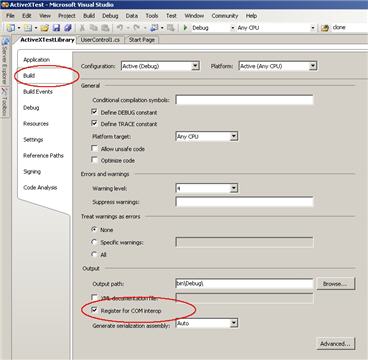 ActiveXTest - Microsoft Visual Studio
File Edit View Project Build Debug Data Tools Test Window Community Help
Debug Any CPU clone
Server Explorer
Toolbox
ActiveXTestLibrary UserControl1.cs Start Page
Application
Build
Build Events
Debug
Resources
Settings
Reference Paths
Signing
Code Analysis
Configuration: Active (Debug) Platform: Active (Any CPU)
General
Conditional compilation symbols:
Define DEBUG constant
Define TRACE constant
Platform target: Any CPU
Allow unsafe code
Optimize code
Errors and warnings
Warning level: 4
Suppress warnings:
Treat warnings as errors
None
Specific warnings:
All
Output
Output path: bin\Debug\ Browse...
XML documentation file:
Register for COM interop
Generate serialization assembly: Auto
Advanced...